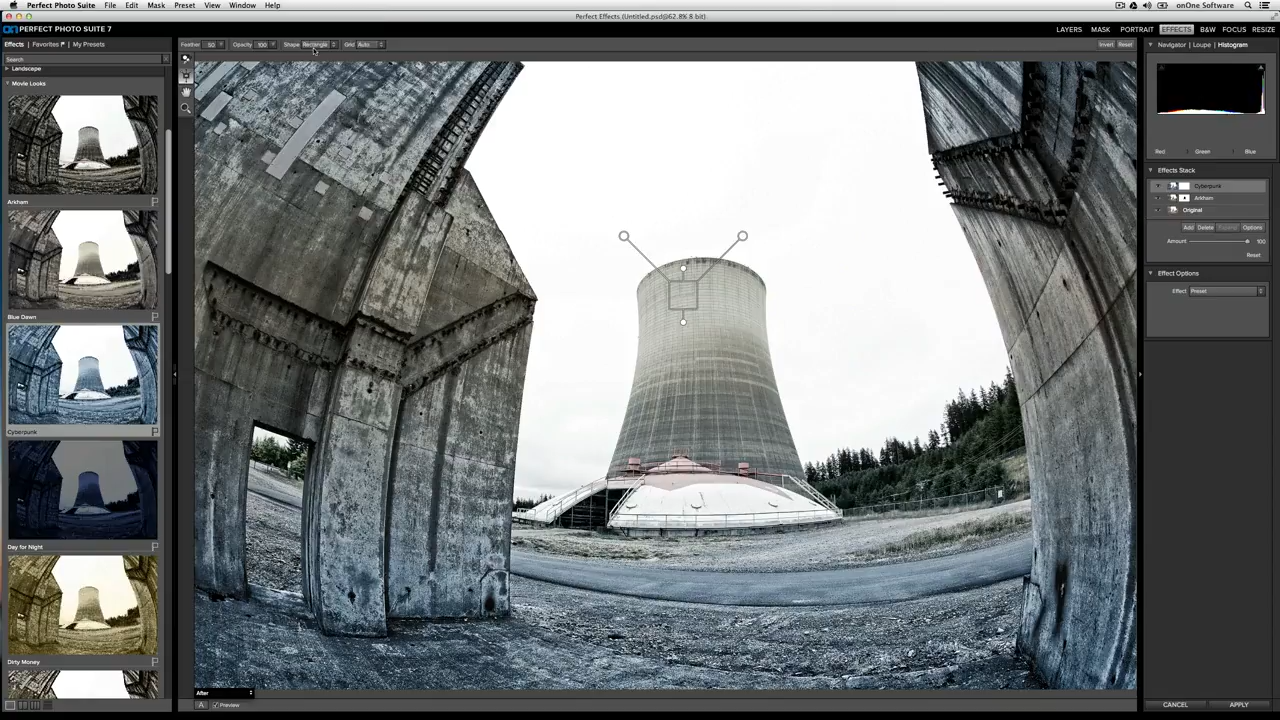 Perfect Photo Suite File Edit Mask Preset View Window Help onOne Software
Perfect Effects (Untitled.psd@62.8% 8-bit)
PERFECT PHOTO SUITE 7 LAYERS MASK PORTRAIT EFFECTS B&W FOCUS RESIZE
Effects Favorites My Presets Feather 50 Opacity 100 Shape Rectangle Grid Auto Invert Reset Navigator Loupe Histogram
Search
Landscape
Movie Looks
Red Green Blue
Effects Stack
Cyberpunk
Arkham
Original
Arkham
Add Delete Options
Amount 100
Reset
Effect Options
Effect Preset
Blue Dawn
Cyberpunk
Day for Night
Dirty Money
After
A Preview CANCEL APPLY